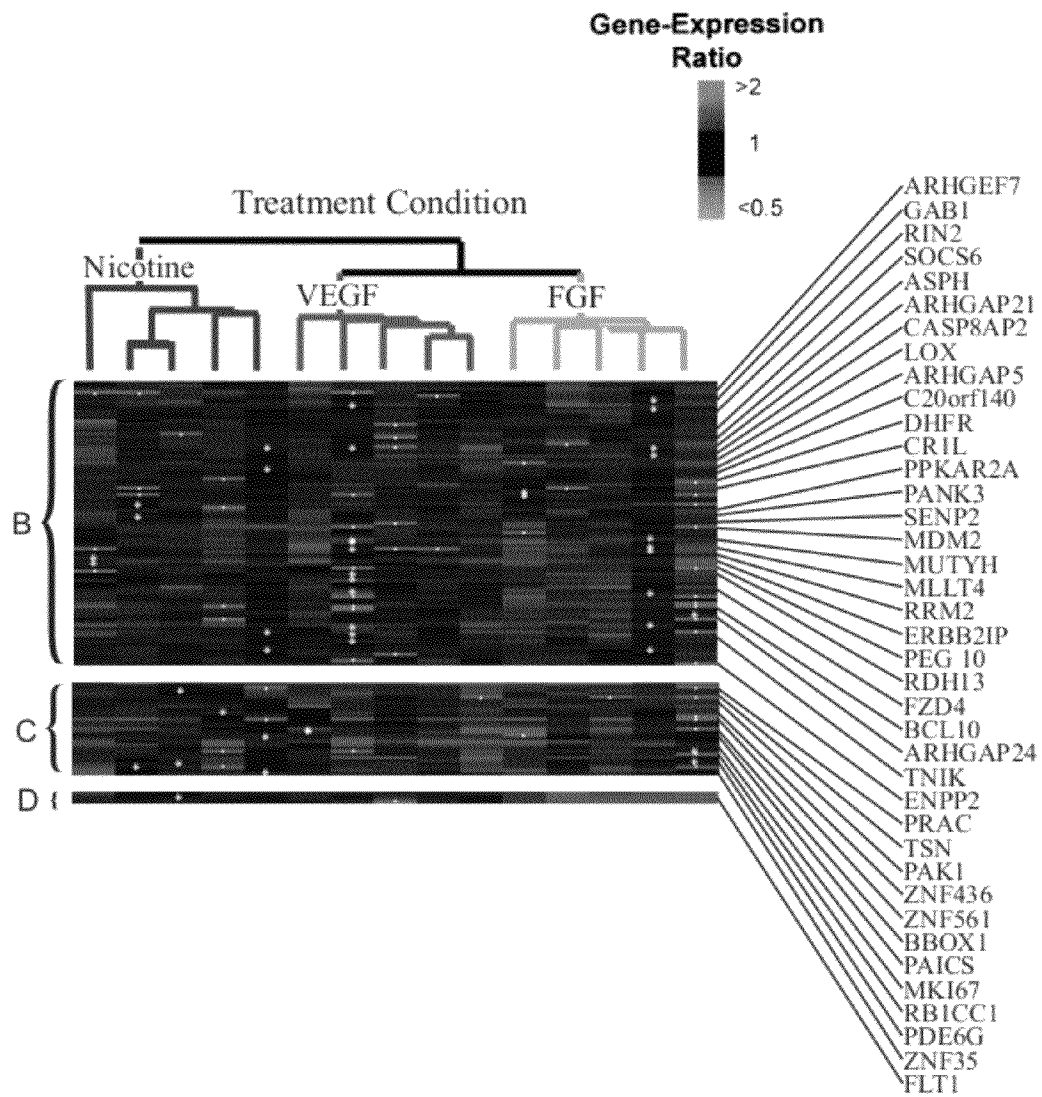 Gene-Expression
Ratio
>2
1
<0.5
Treatment Condition
Nicotine
VEGF
FGF
B
C
D
ARHGEF7
GAB1
RIN2
SOCS6
ASPH
ARHGAP21
CASP8AP2
LOX
ARHGAP5
C20orf140
DHFR
CR1L
PPKAR2A
PANK3
SENP2
MDM2
MUTYH
MLLT4
RRM2
ERBB2IP
PEG 10
RDH13
FZD4
BCL10
ARHGAP24
TNIK
ENPP2
PRAC
TSN
PAK1
ZNF436
ZNF561
BBOX1
PAICS
MKI67
RB1CC1
PDE6G
ZNF35
FLT1